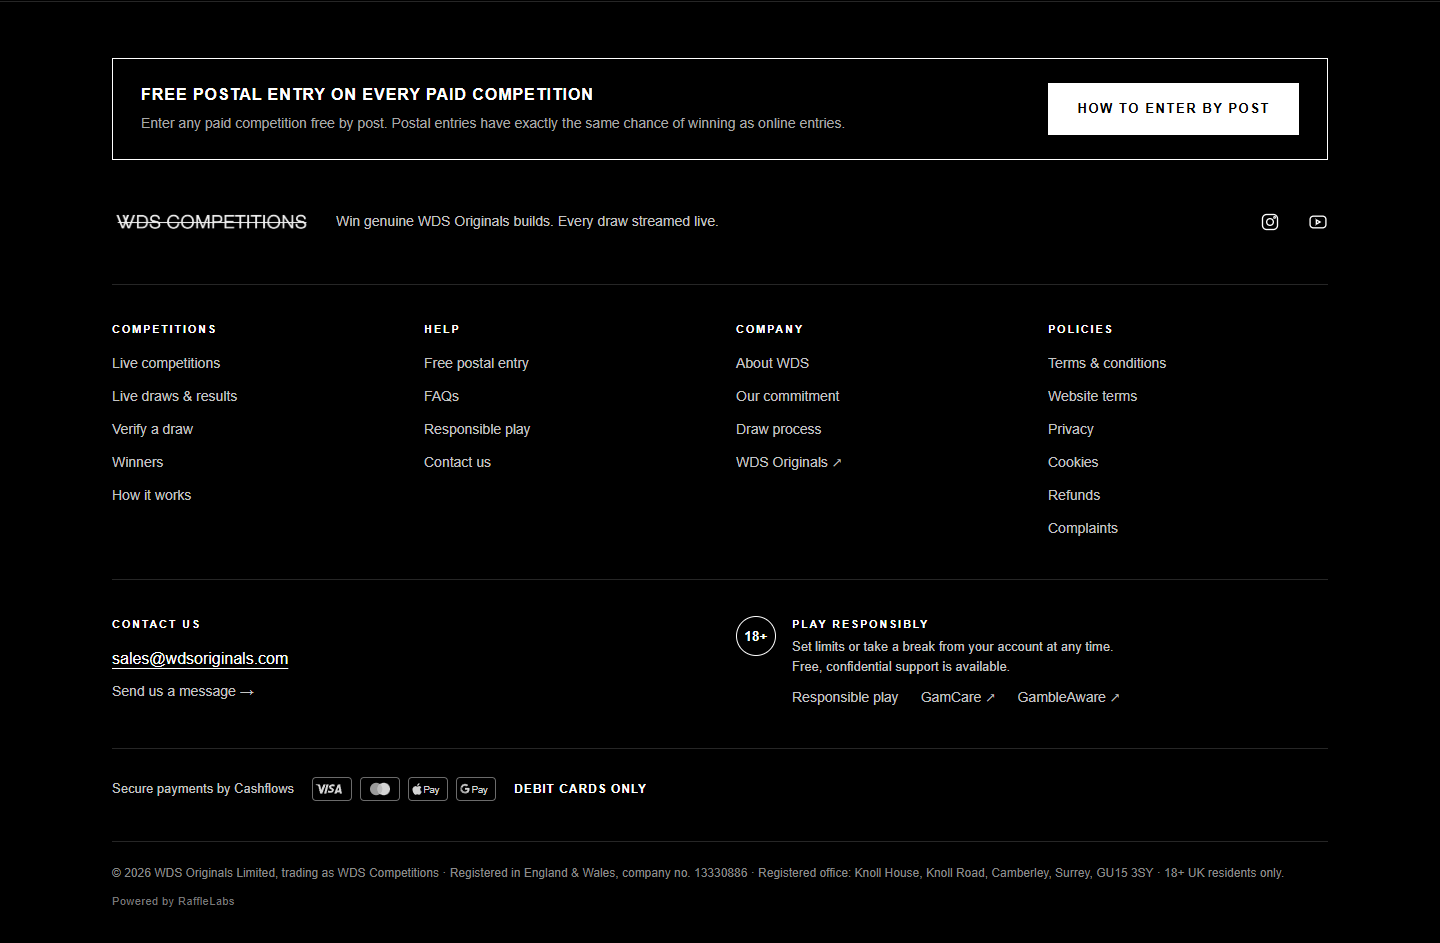 FREE POSTAL ENTRY ON EVERY PAID COMPETITION
Enter any paid competition free by post. Postal entries have exactly the same chance of winning as online entries.
HOW TO ENTER BY POST
WDS COMPETITIONS
Win genuine WDS Originals builds. Every draw streamed live.
COMPETITIONS
Live competitions
Live draws & results
Verify a draw
Winners
How it works
HELP
Free postal entry
FAQs
Responsible play
Contact us
COMPANY
About WDS
Our commitment
Draw process
WDS Originals ↗
POLICIES
Terms & conditions
Website terms
Privacy
Cookies
Refunds
Complaints
CONTACT US
sales@wdsoriginals.com
Send us a message →
18+
PLAY RESPONSIBLY
Set limits or take a break from your account at any time.
Free, confidential support is available.
Responsible play GamCare ↗ GambleAware ↗
Secure payments by Cashflows VISA Pay G Pay DEBIT CARDS ONLY
© 2026 WDS Originals Limited, trading as WDS Competitions · Registered in England & Wales, company no. 13330886 · Registered office: Knoll House, Knoll Road, Camberley, Surrey, GU15 3SY · 18+ UK residents only.
Powered by RaffleLabs